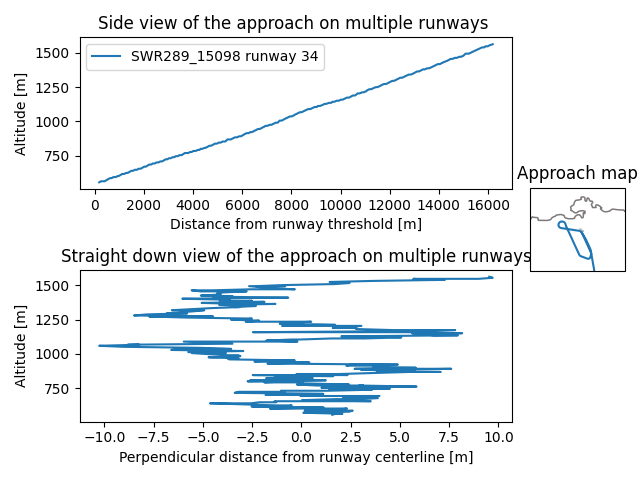 Side view of the approach on multiple runways
Altitude [m]
1500
1250
1000
750
SWR289_15098 runway 34
0 2000 4000 6000 8000 10000 12000 14000 16000
Distance from runway threshold [m]
Approach map
Straight down view of the approach on multiple runways
Altitude [m]
1500
1250
1000
750
−10.0 −7.5 −5.0 −2.5 0.0 2.5 5.0 7.5 10.0
Perpendicular distance from runway centerline [m]